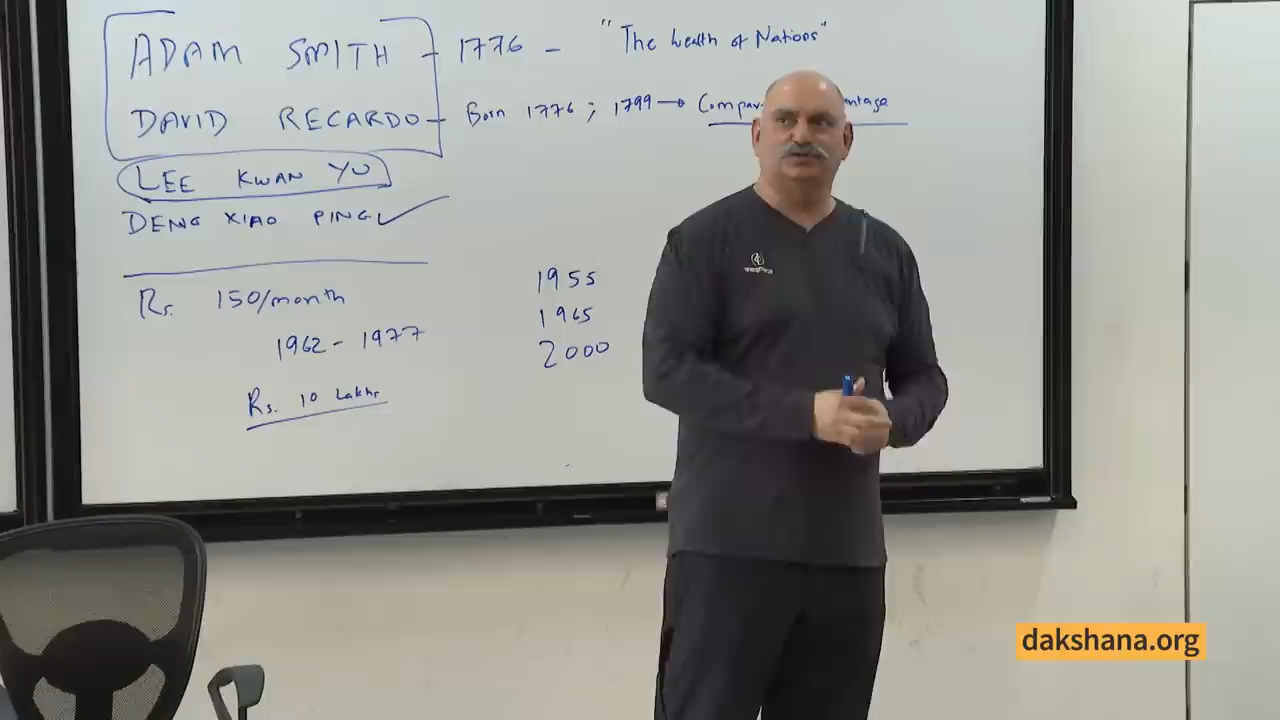 ADAM SMITH - 1776 - "The Wealth of Nations"
DAVID RECARDO - Born 1776 ; 1799 → Compar ntage
LEE KWAN YU
DENG XIAO PING ✓
Rs. 150/month
1962 - 1977
Rs. 10 Lakhs
1955
1965
2000
dakshana.org